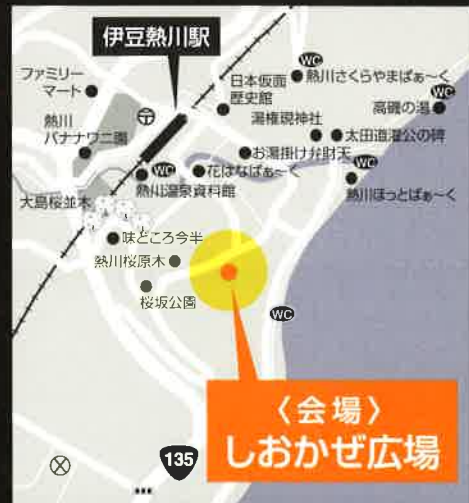 伊豆熱川駅
ファミリー
マート
熱川
バナナワニ園
日本仮面
歴史館
WC
熱川さくらやまぱぁ~く
WC
高磯の湯
湯権現神社
太田道灌公の碑
お湯掛け弁財天
WC
花はなぱぁ~く
熱川温泉資料館
WC
熱川ほっとぱぁ~く
大島桜並木
味どころ今半
熱川桜原木
桜坂公園
WC
〈会場〉
しおかぜ広場
135